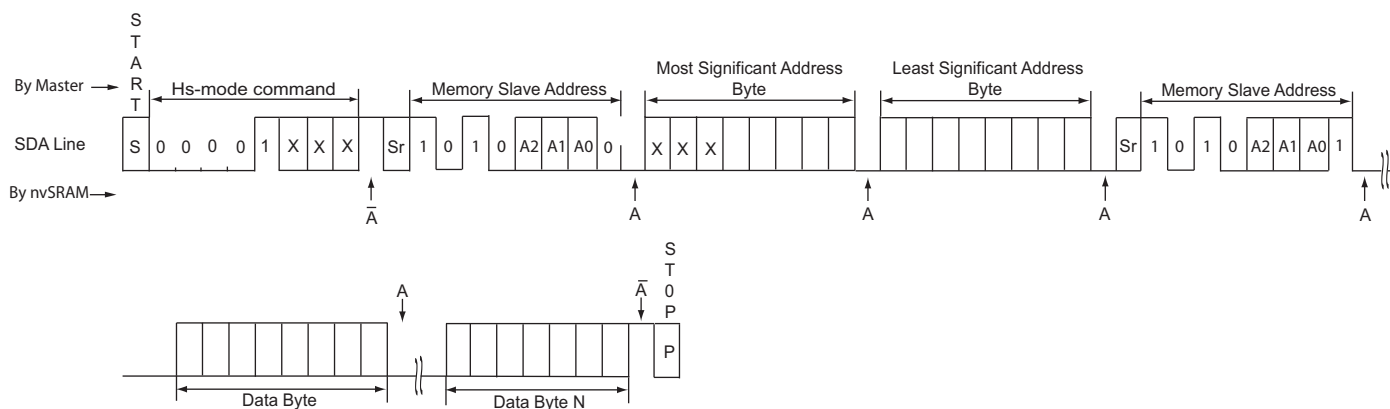 START
By Master
Hs-mode command
Memory Slave Address
Most Significant Address
Byte
Least Significant Address
Byte
Memory Slave Address
SDA Line
S 0 0 0 0 1 X X X Sr 1 0 1 0 A2 A1 A0 0 X X X Sr 1 0 1 0 A2 A1 A0 1
By nvSRAM
A̅ A A A A
ST0P
A A̅
P
Data Byte
Data Byte N